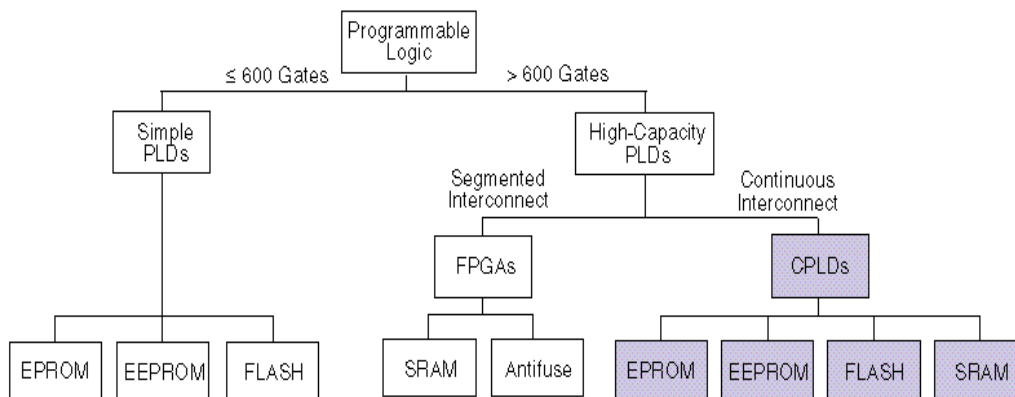 Programmable
Logic
≤ 600 Gates
> 600 Gates
Simple
PLDs
High-Capacity
PLDs
Segmented
Interconnect
Continuous
Interconnect
FPGAs
CPLDs
EPROM
EEPROM
FLASH
SRAM
Antifuse
EPROM
EEPROM
FLASH
SRAM